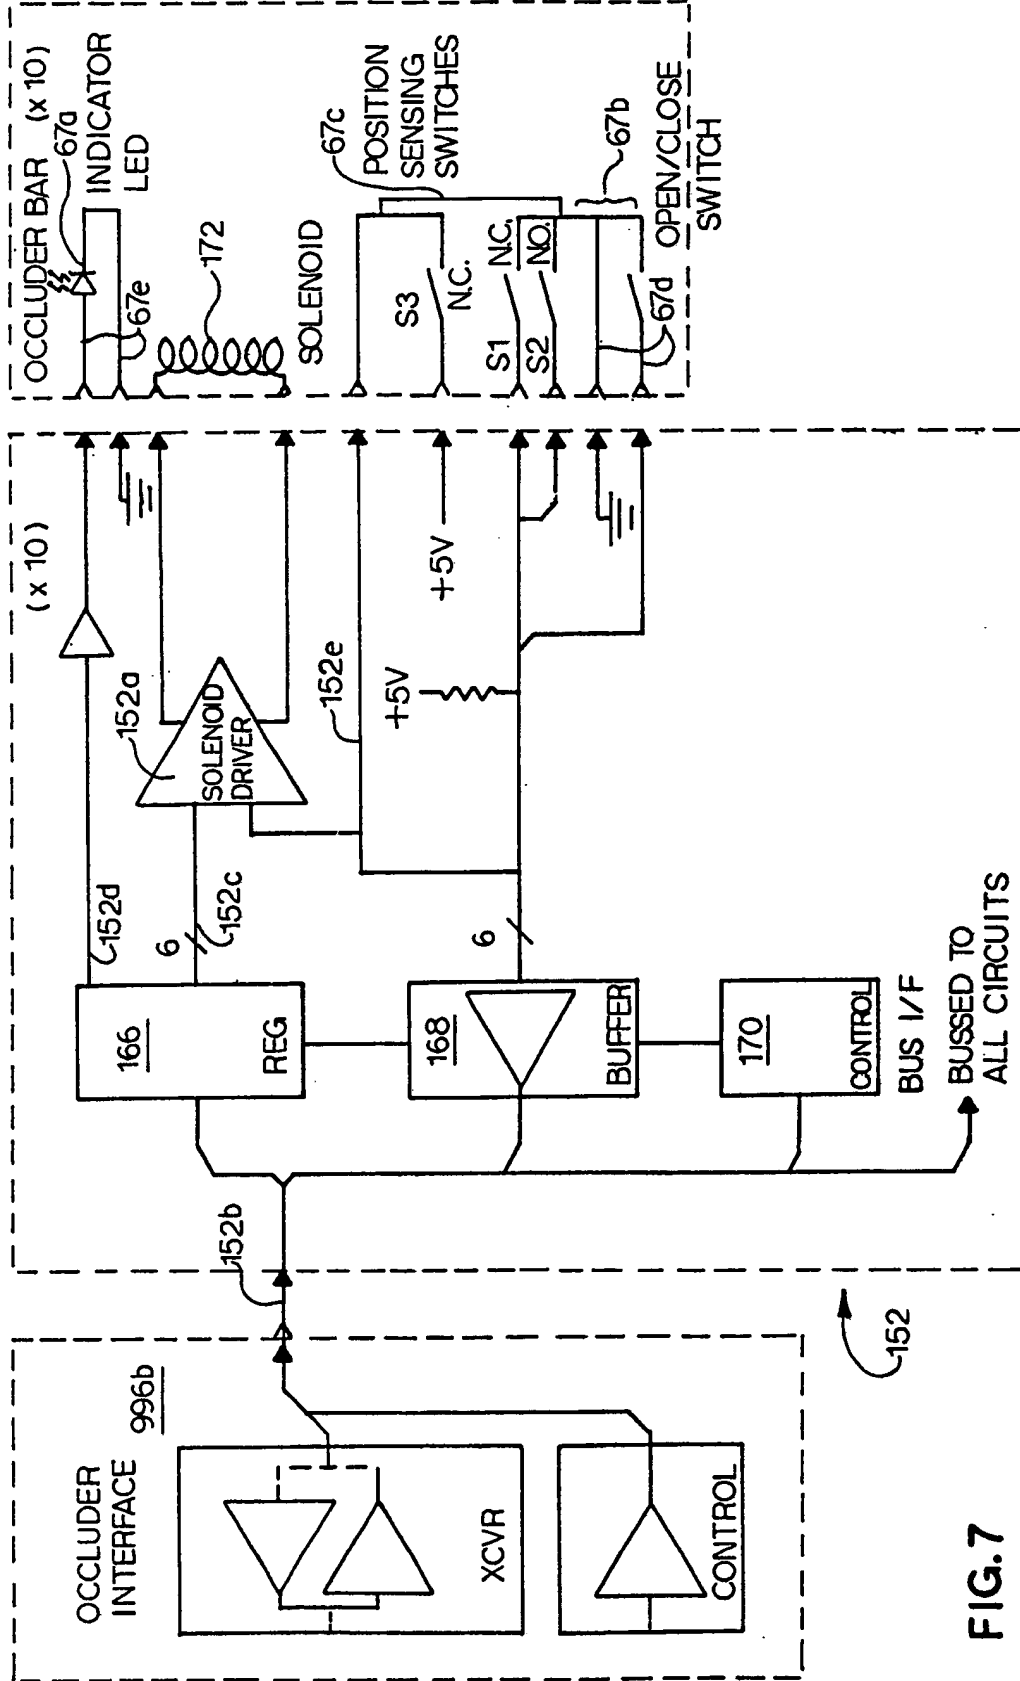 OCCLUDER
INTERFACE
996b
XCVR
CONTROL
152b
152
(x 10)
166
REG
168
BUFFER
170
CONTROL
BUS I/F
BUSSED TO
ALL CIRCUITS
152d
6
152c
152a
SOLENOID
DRIVER
152e
6
+5V
+5V
OCCLUDER BAR (x 10)
67a
INDICATOR
LED
67e
172
SOLENOID
67c
POSITION
SENSING
SWITCHES
S3
N.C.
S1
N.C.
S2
N.O.
67b
67d
OPEN/CLOSE
SWITCH
FIG.7